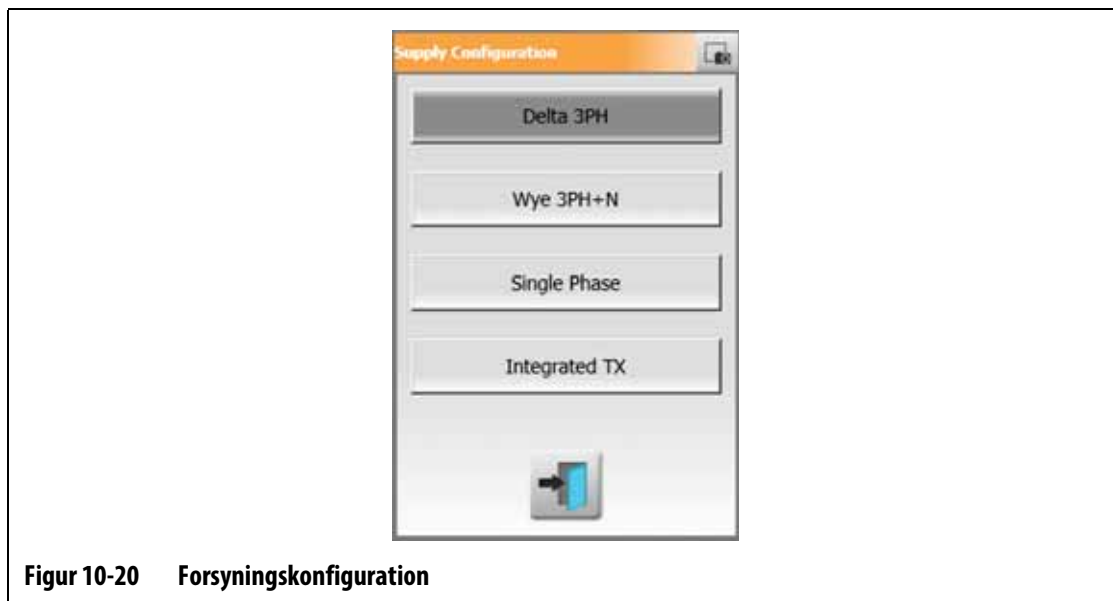 Supply Configuration
Delta 3PH
Wye 3PH+N
Single Phase
Integrated TX
Figur 10-20 Forsyningskonfiguration